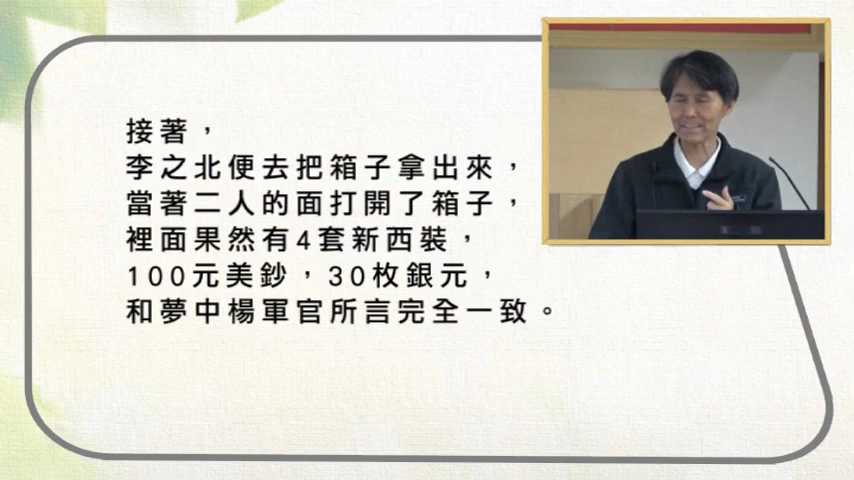 接著，
李之北便去把箱子拿出來，
當著二人的面打開了箱子，
裡面果然有4套新西裝，
100元美鈔，30枚銀元，
和夢中楊軍官所言完全一致。